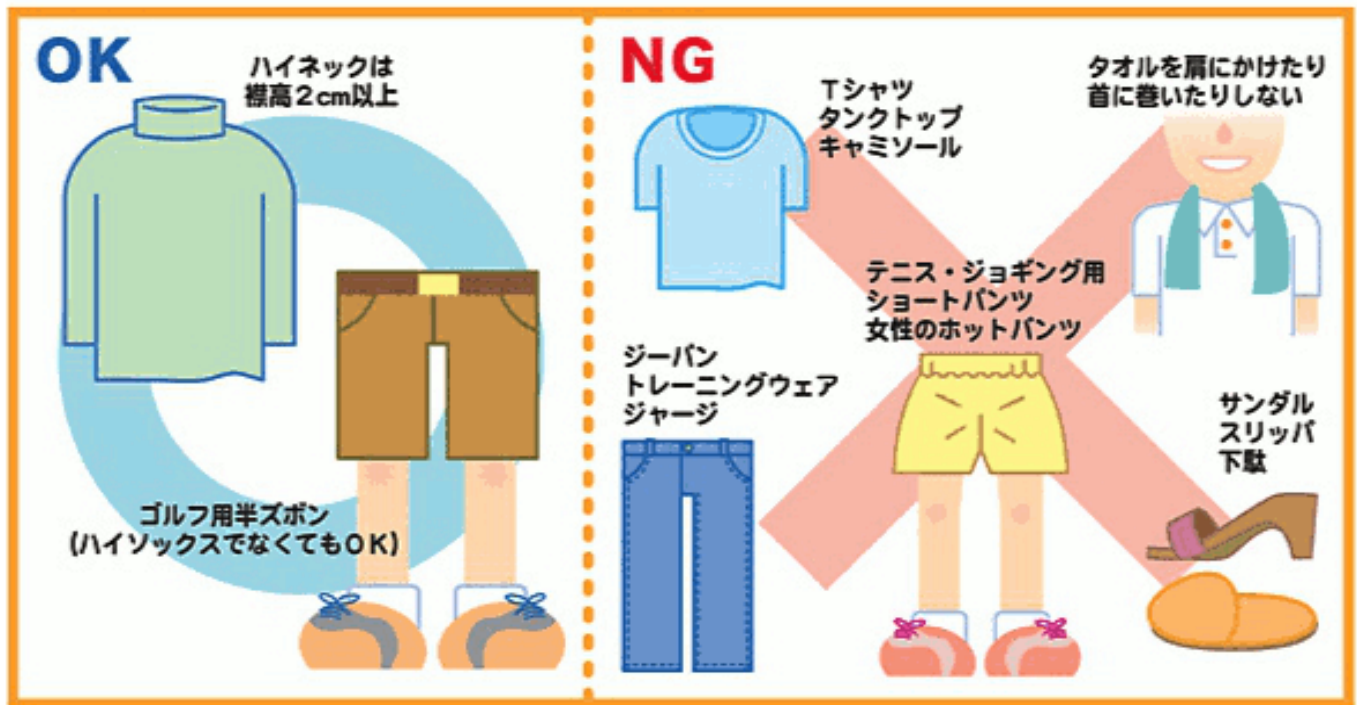 OK
ハイネックは
襟高2cm以上
ゴルフ用半ズボン
(ハイソックスでなくてもOK)
NG
Tシャツ
タンクトップ
キャミソール
タオルを肩にかけたり
首に巻いたりしない
テニス・ジョギング用
ショートパンツ
女性のホットパンツ
ジーパン
トレーニングウェア
ジャージ
サンダル
スリッパ
下駄